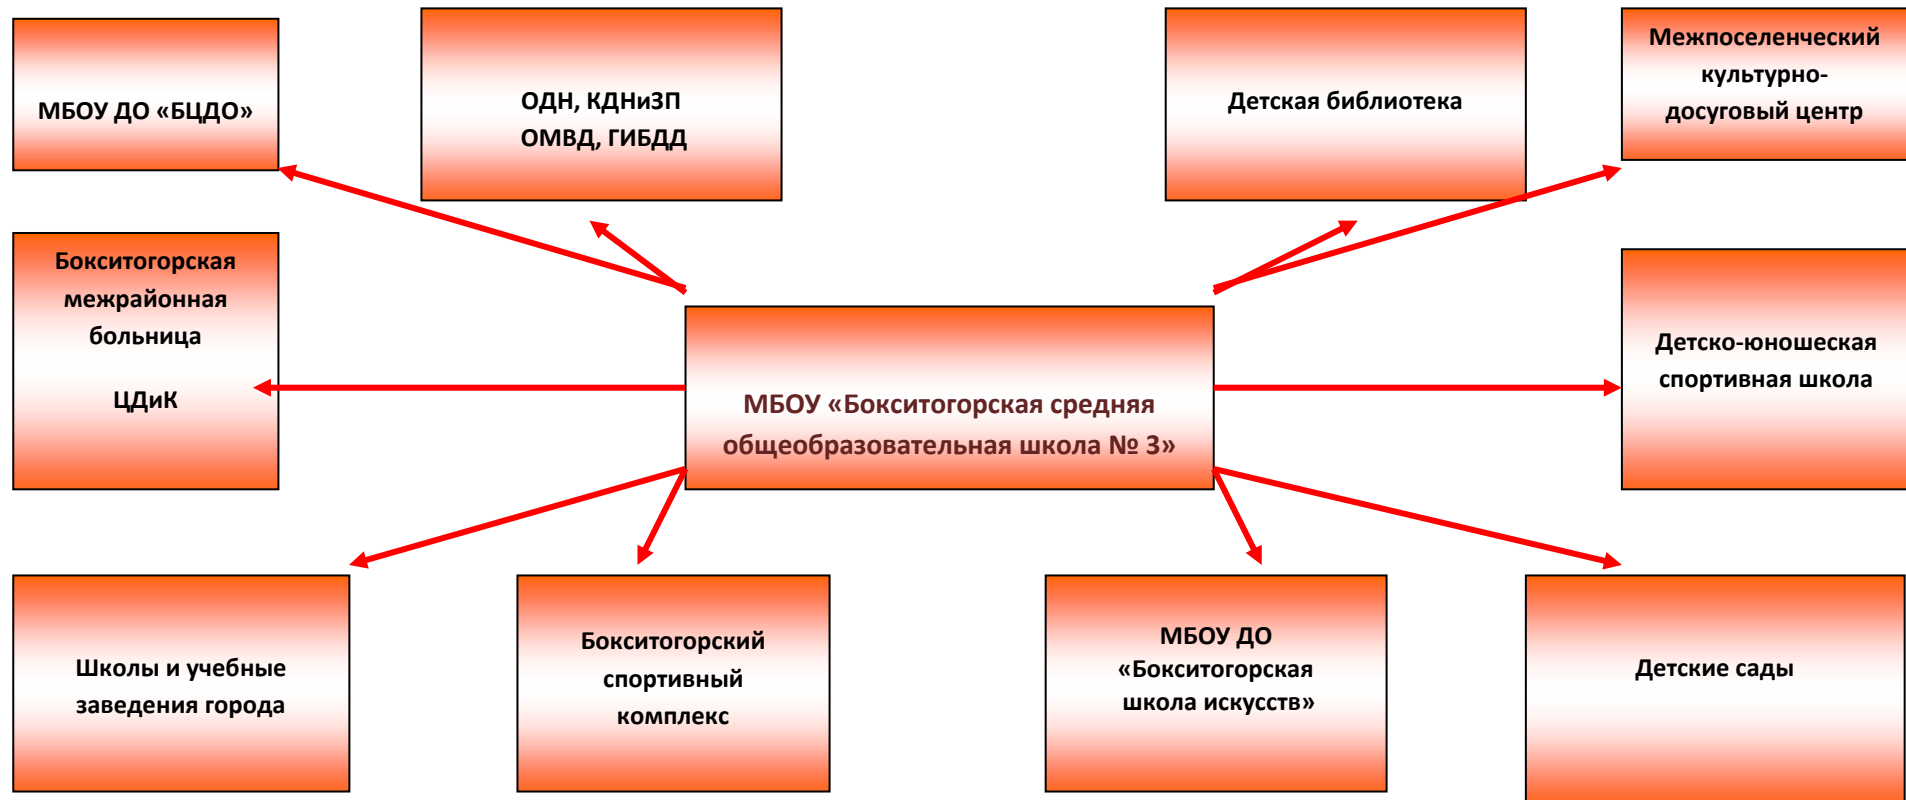 МБОУ ДО «БЦДО»
ОДН, КДНиЗП
ОМВД, ГИБДД
Детская библиотека
Межпоселенческий
культурно-
досуговый центр
Бокситогорская
межрайонная
больница
ЦДиК
МБОУ «Бокситогорская средняя
общеобразовательная школа № 3»
Детско-юношеская
спортивная школа
Школы и учебные
заведения города
Бокситогорский
спортивный
комплекс
МБОУ ДО
«Бокситогорская
школа искусств»
Детские сады